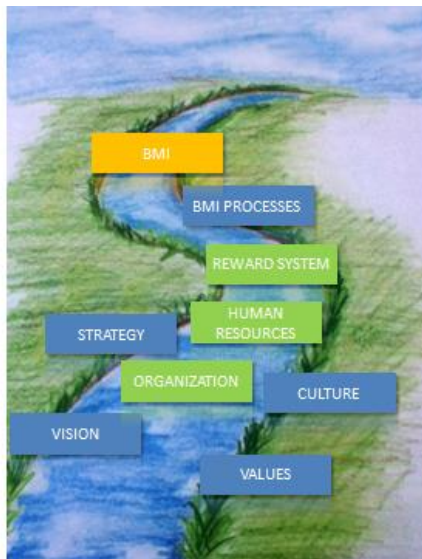 BMI
BMI PROCESSES
REWARD SYSTEM
HUMAN
RESOURCES
STRATEGY
ORGANIZATION
CULTURE
VISION
VALUES